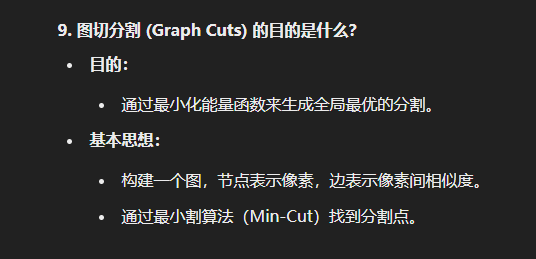 9. 图切分割 (Graph Cuts) 的目的是什么？
• 目的：
• 通过最小化能量函数来生成全局最优的分割。
• 基本思想：
• 构建一个图，节点表示像素，边表示像素间相似度。
• 通过最小割算法（Min-Cut）找到分割点。